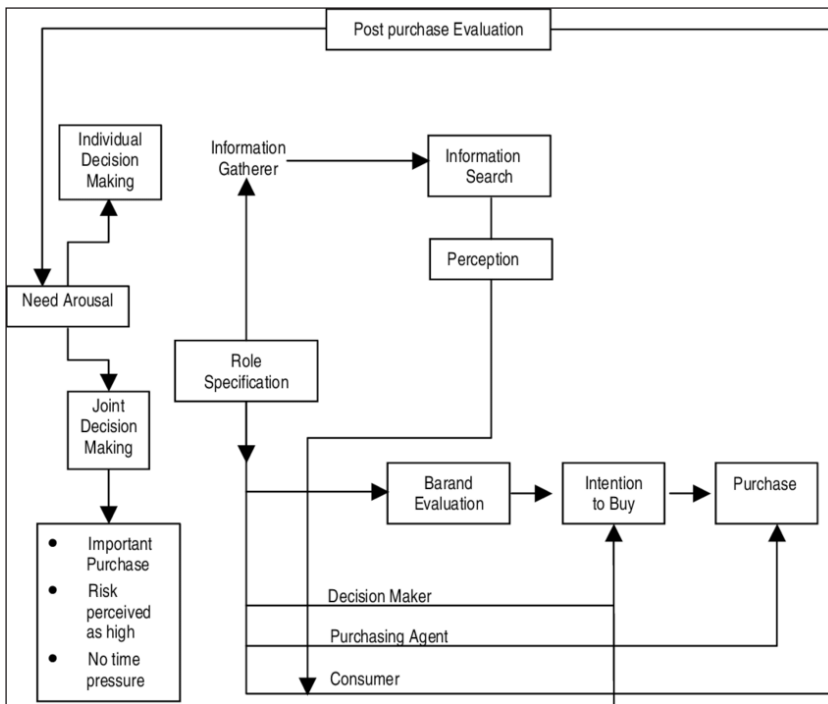 Post purchase Evaluation
Individual
Decision
Making
Information
Gatherer
Information
Search
Perception
Need Arousal
Role
Specification
Joint
Decision
Making
Barand
Evaluation
Intention
to Buy
Purchase
• Important
Purchase
• Risk
perceived
as high
• No time
pressure
Decision Maker
Purchasing Agent
Consumer